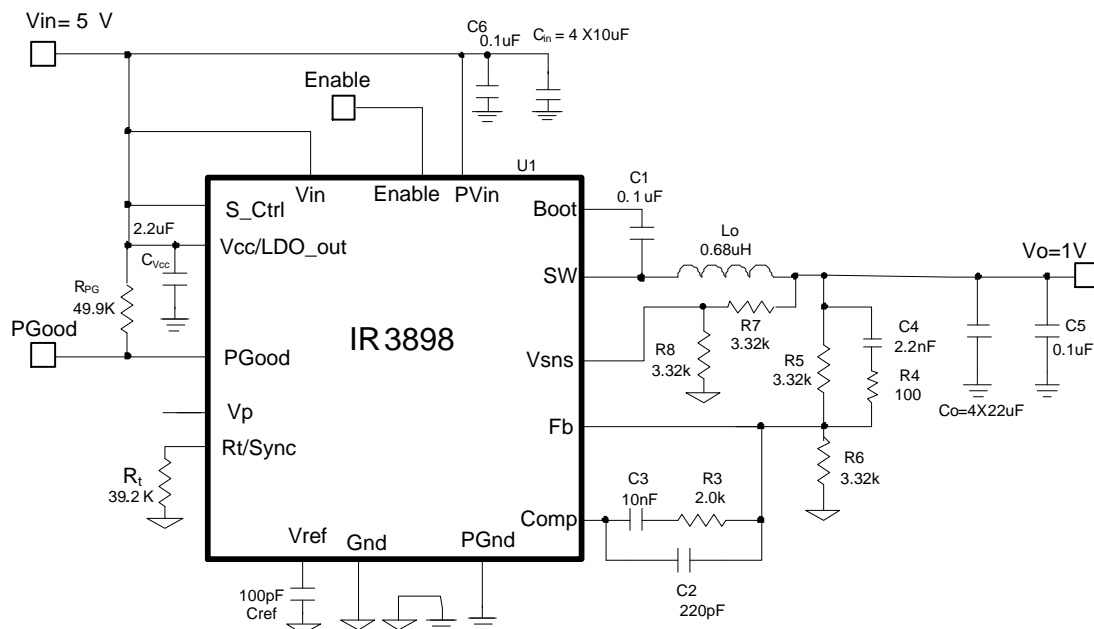 Vin= 5 V
C6
0.1uF
Cin = 4 X10uF
Enable
U1
Vin
Enable
PVin
C1
0.1uF
S_Ctrl
Boot
2.2uF
Vcc/LDO_out
CVcc
Lo
0.68uH
Vo=1V
SW
RPG
49.9K
PGood
IR3898
R7
3.32k
C4
2.2nF
C5
0.1uF
R8
3.32k
R5
3.32k
PGood
Vsns
R4
100
Co=4X22uF
Vp
Fb
Rt/Sync
R6
3.32k
Rt
39.2 K
C3
10nF
R3
2.0k
Comp
Vref
Gnd
PGnd
100pF
Cref
C2
220pF